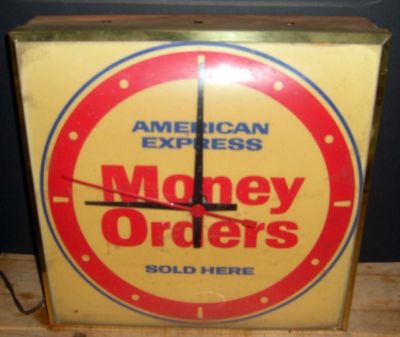 AMERICAN
EXPRESS
Money
Orders
SOLD HERE